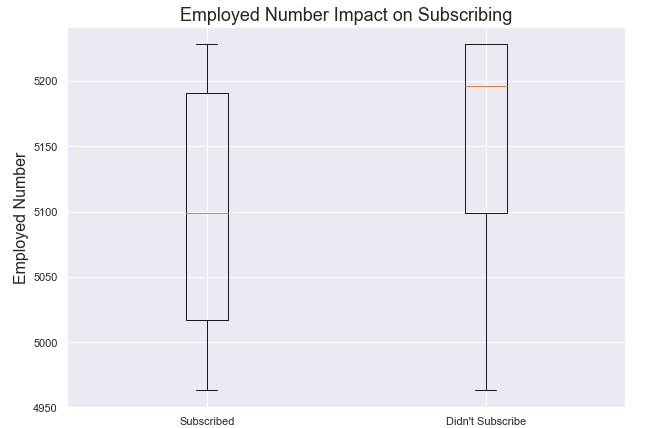 Employed Number Impact on Subscribing
Employed Number
5200
5150
5100
5050
5000
4950
Subscribed
Didn't Subscribe